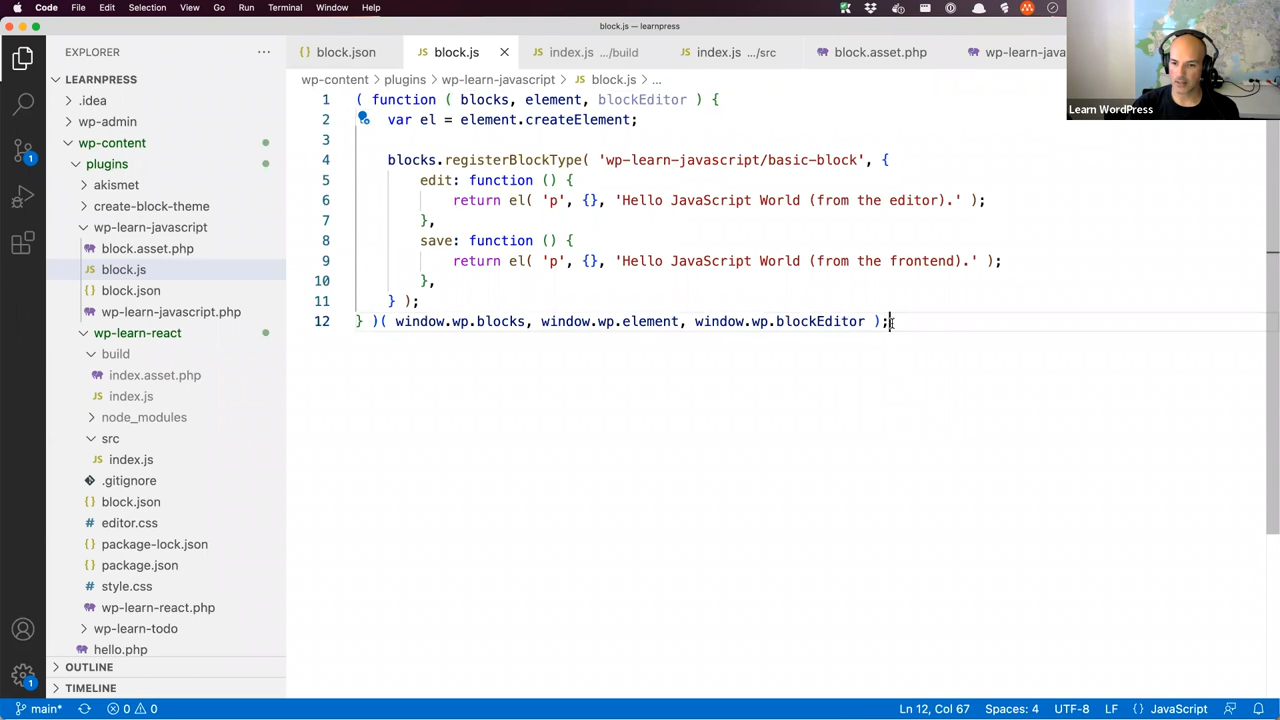 Code File Edit Selection View Go Run Terminal Window Help
block.js — learnpress
EXPLORER
LEARNPRESS
.idea
wp-admin
wp-content
plugins
akismet
create-block-theme
wp-learn-javascript
block.asset.php
JS block.js
{} block.json
wp-learn-javascript.php
wp-learn-react
build
index.asset.php
JS index.js
node_modules
src
JS index.js
.gitignore
{} block.json
# editor.css
{} package-lock.json
{} package.json
# style.css
wp-learn-react.php
wp-learn-todo
hello.php
OUTLINE
TIMELINE
1
1
{} block.json JS block.js JS index.js .../build JS index.js .../src block.asset.php wp-learn-java
Learn WordPress
wp-content > plugins > wp-learn-javascript > JS block.js > ...
1 ( function ( blocks, element, blockEditor ) {
2 var el = element.createElement;
3
4 blocks.registerBlockType( 'wp-learn-javascript/basic-block', {
5 edit: function () {
6 return el( 'p', {}, 'Hello JavaScript World (from the editor).' );
7 },
8 save: function () {
9 return el( 'p', {}, 'Hello JavaScript World (from the frontend).' );
10 },
11 } );
12 } )( window.wp.blocks, window.wp.element, window.wp.blockEditor );
main* 0 0 Ln 12, Col 67 Spaces: 4 UTF-8 LF {} JavaScript